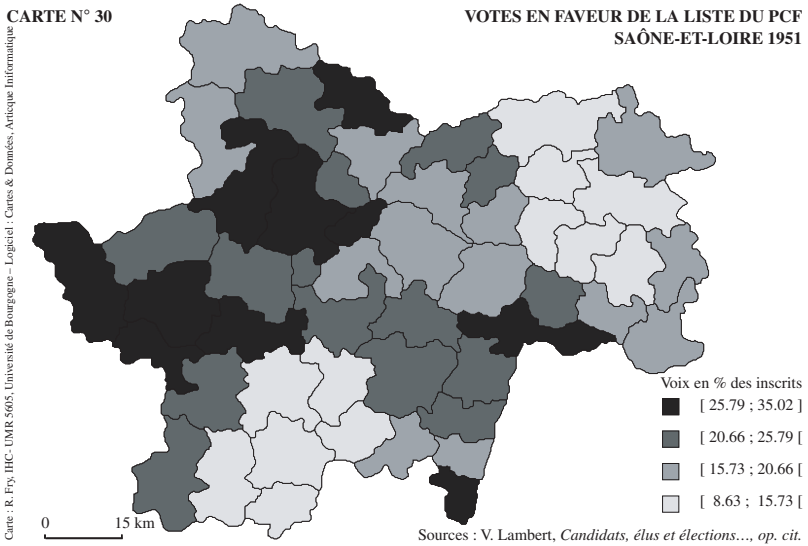 CARTE N° 30
VOTES EN FAVEUR DE LA LISTE DU PCF
SAÔNE-ET-LOIRE 1951
Carte : R. Fry, IHC - UMR 5605, Université de Bourgogne – Logiciel : Cartes & Données, Articque Informatique
Voix en % des inscrits
[ 25.79 ; 35.02 ]
[ 20.66 ; 25.79 [
[ 15.73 ; 20.66 [
[ 8.63 ; 15.73 [
0 15 km
Sources : V. Lambert, Candidats, élus et élections..., op. cit.